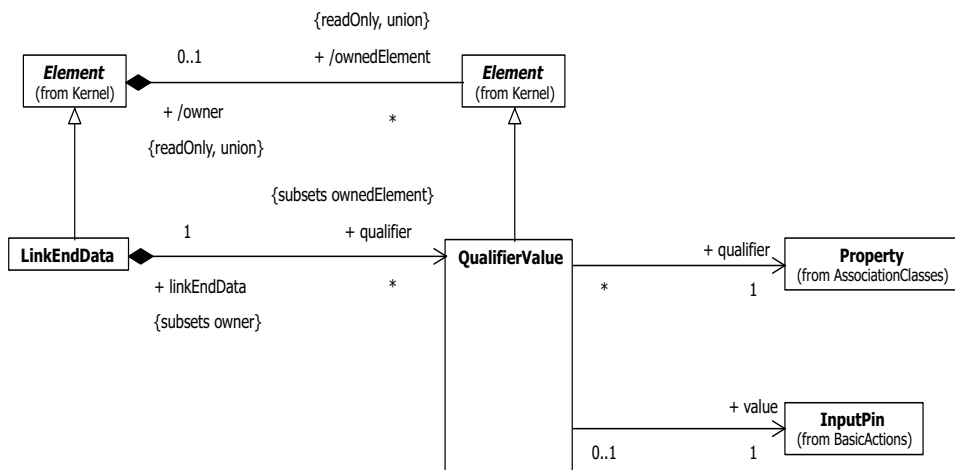 {readOnly, union}
0..1
+ /ownedElement
Element
(from Kernel)
Element
(from Kernel)
+ /owner
*
{readOnly, union}
{subsets ownedElement}
1
+ qualifier
LinkEndData
QualifierValue
+ qualifier
Property
(from AssociationClasses)
+ linkEndData
*
*
1
{subsets owner}
+ value
InputPin
(from BasicActions)
0..1
1